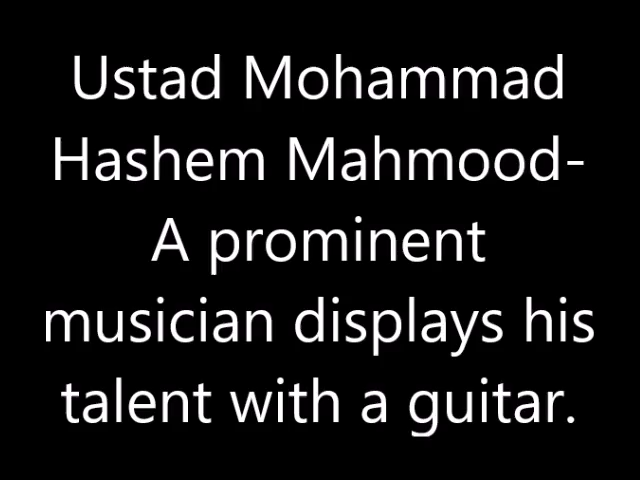 Ustad Mohammad
Hashem Mahmood-
A prominent
musician displays his
talent with a guitar.